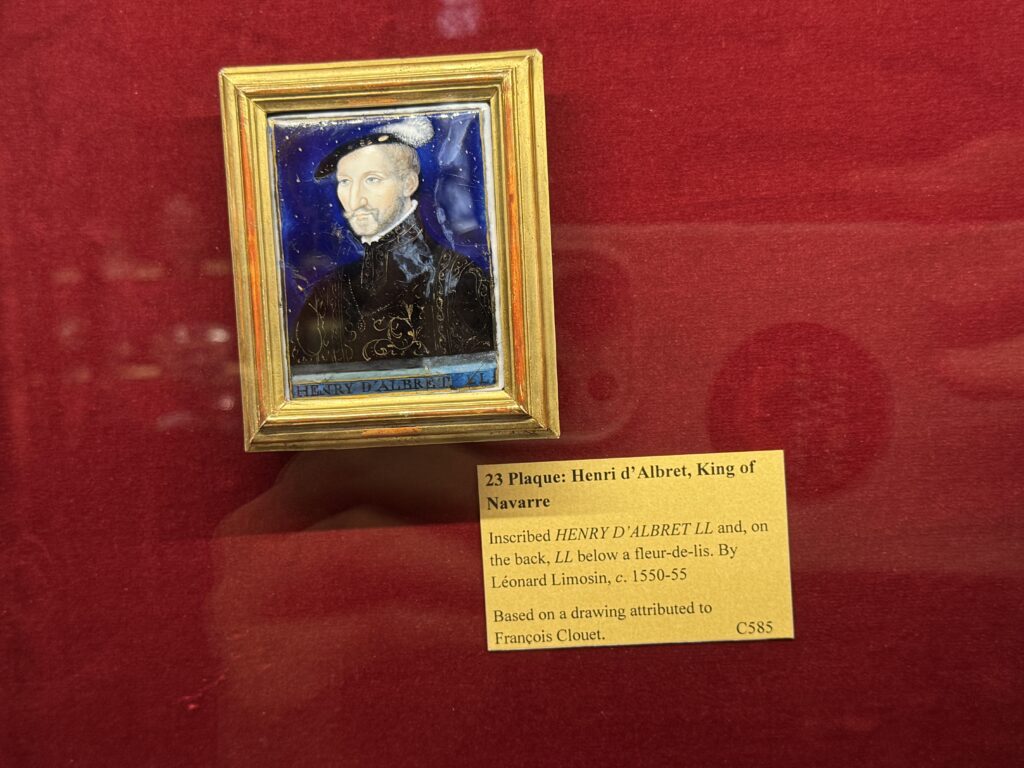 HENRY D'ALBRET LL
23 Plaque: Henri d'Albret, King of
Navarre
Inscribed HENRY D'ALBRET LL and, on
the back, LL below a fleur-de-lis. By
Léonard Limosin, c. 1550-55
Based on a drawing attributed to
François Clouet.
C585